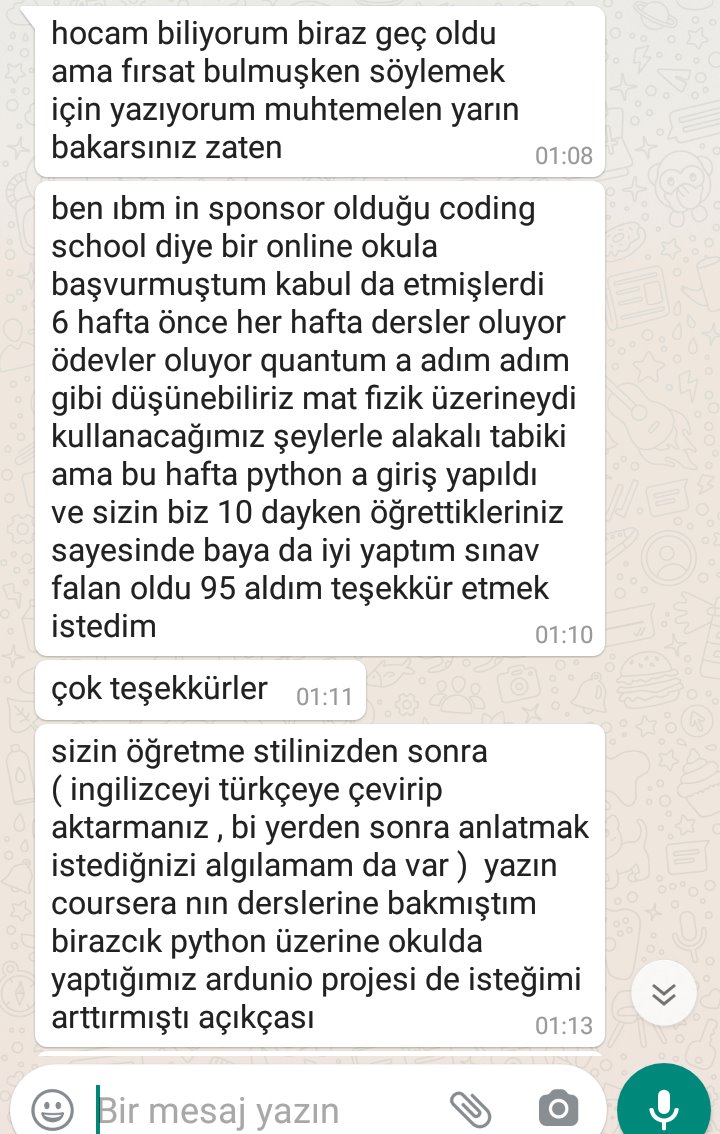 hocam biliyorum biraz geç oldu
ama fırsat bulmuşken söylemek
için yazıyorum muhtemelen yarın
bakarsınız zaten
01:08
ben ıbm in sponsor olduğu coding
school diye bir online okula
başvurmuştum kabul da etmişlerdi
6 hafta önce her hafta dersler oluyor
ödevler oluyor quantum a adım adım
gibi düşünebiliriz mat fizik üzerineydi
kullanacağımız şeylerle alakalı tabiki
ama bu hafta python a giriş yapıldı
ve sizin biz 10 dayken öğrettikleriniz
sayesinde baya da iyi yaptım sınav
falan oldu 95 aldım teşekkür etmek
istedim
01:10
çok teşekkürler 01:11
sizin öğretme stilinizden sonra
( ingilizceyi türkçeye çevirip
aktarmanız , bi yerden sonra anlatmak
istediğnizi algılamam da var ) yazın
coursera nın derslerine bakmıştım
birazcık python üzerine okulda
yaptığımız ardunio projesi de isteğimi
arttırmıştı açıkçası
01:13
Bir mesaj yazın